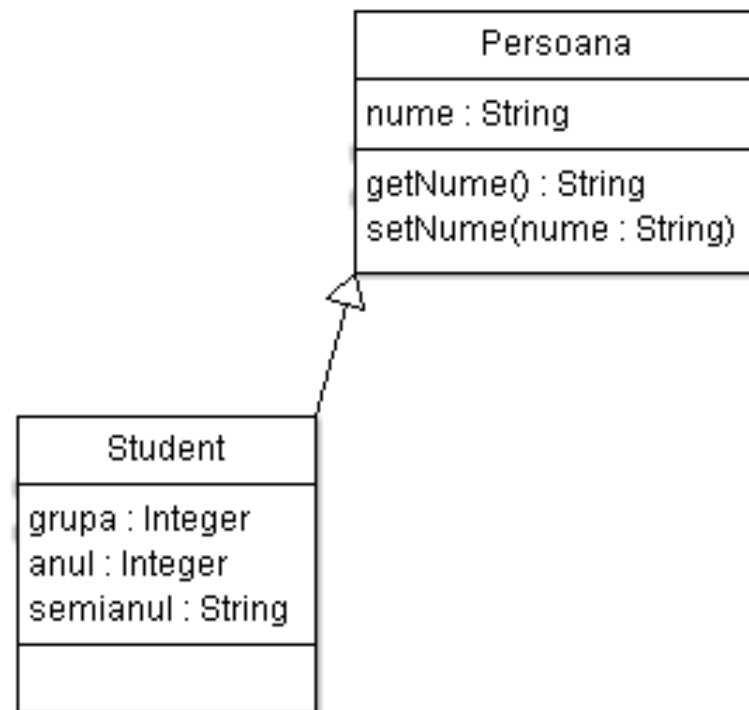 Persoana
nume : String
getNume() : String
setNume(nume : String)
Student
grupa : Integer
anul : Integer
semianul : String